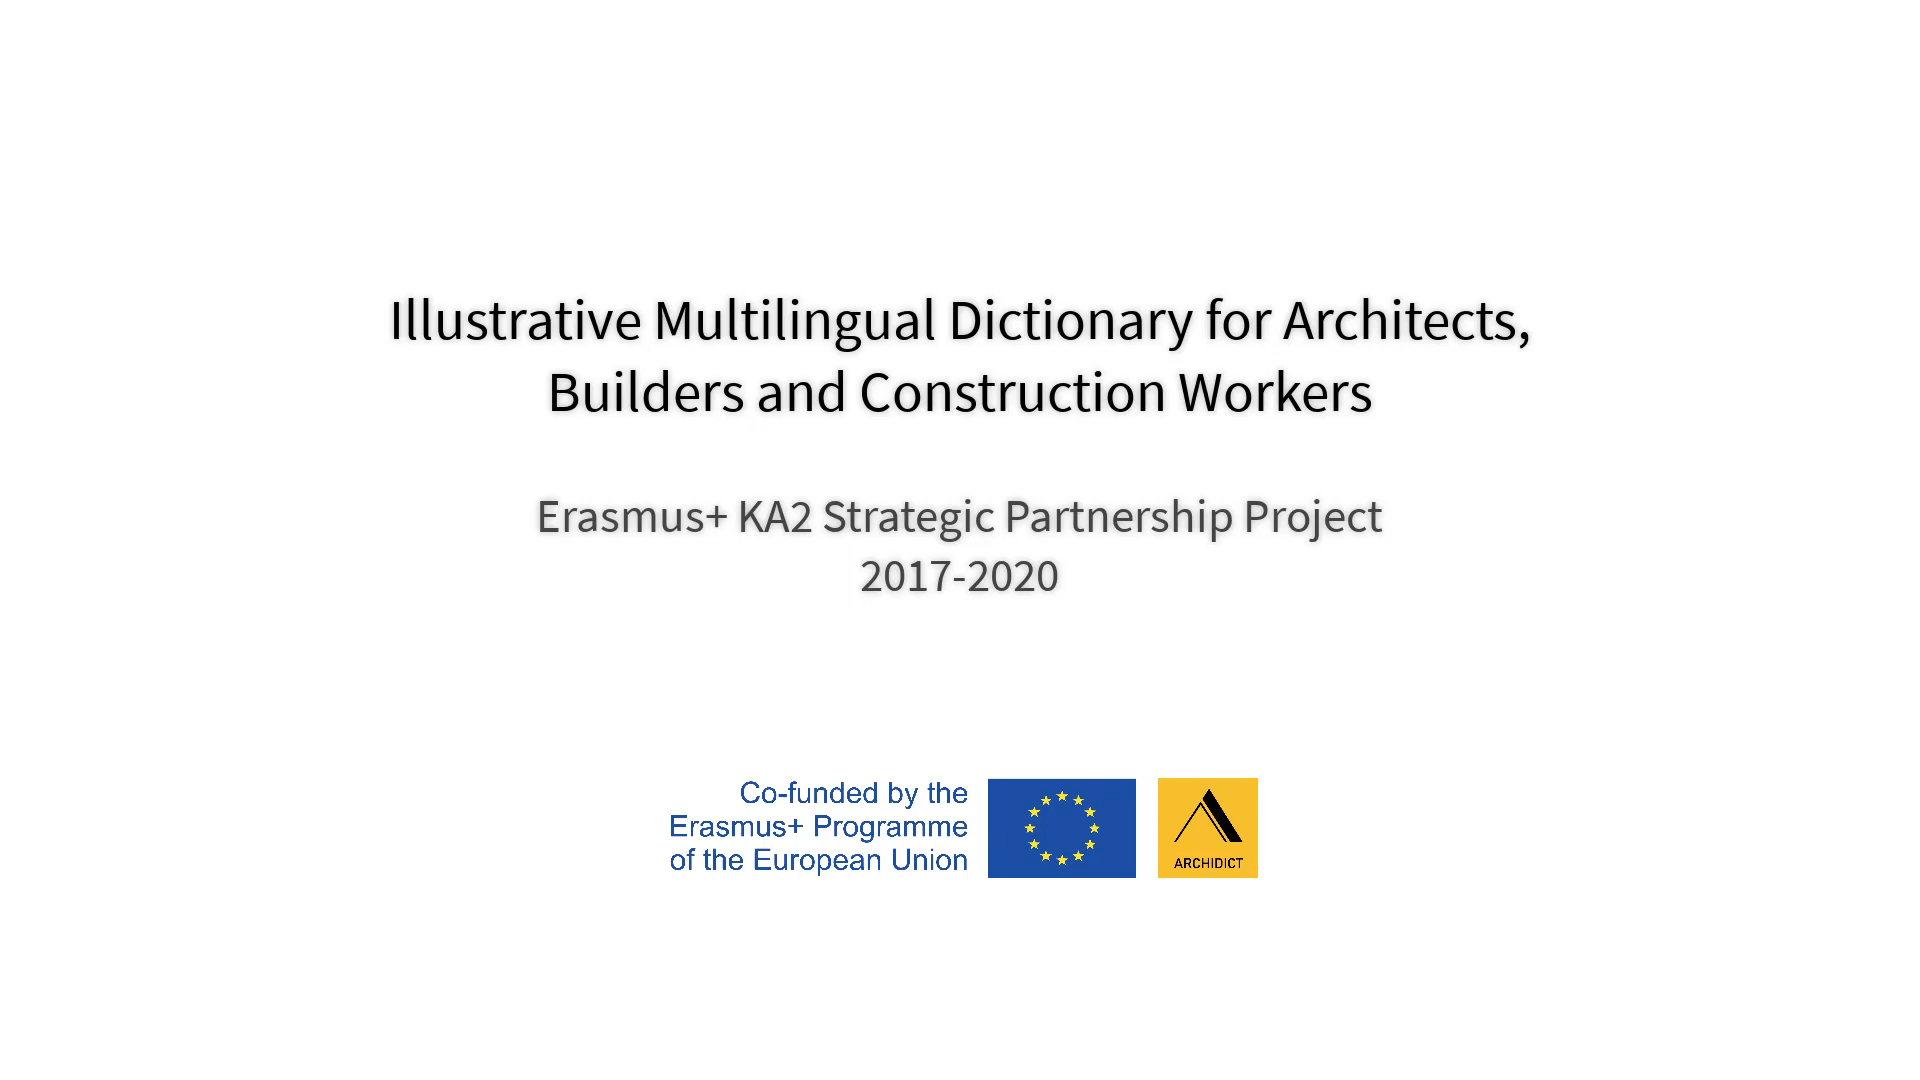 Illustrative Multilingual Dictionary for Architects,
Builders and Construction Workers
Erasmus+ KA2 Strategic Partnership Project
2017-2020
Co-funded by the
Erasmus+ Programme
of the European Union
ARCHIDICT